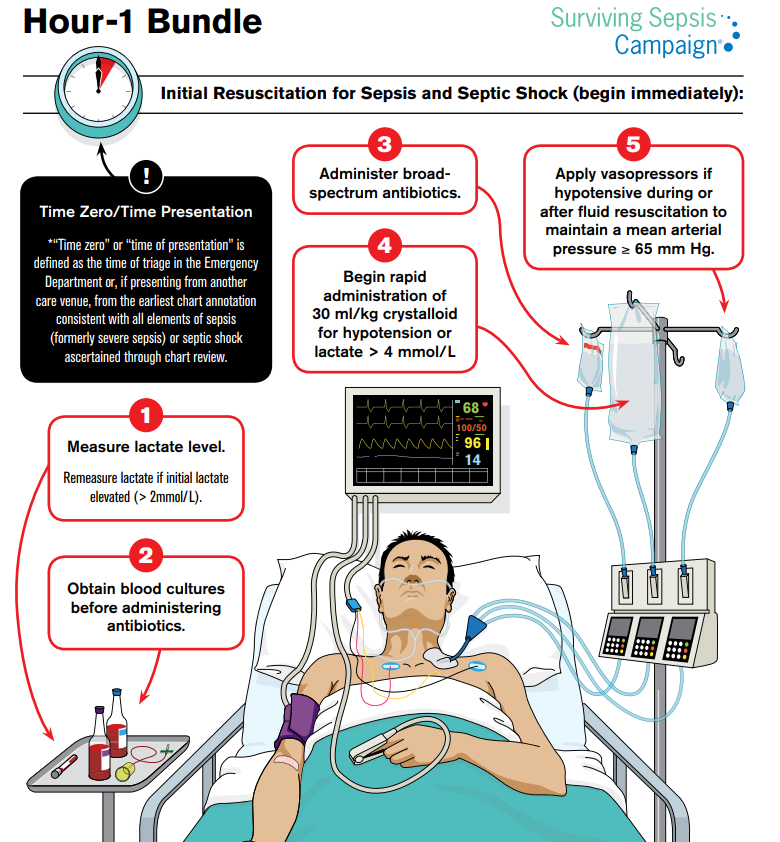 Hour-1 Bundle
Surviving Sepsis
Campaign
Initial Resuscitation for Sepsis and Septic Shock (begin immediately):
!
Time Zero/Time Presentation
*“Time zero” or “time of presentation” is
defined as the time of triage in the Emergency
Department or, if presenting from another
care venue, from the earliest chart annotation
consistent with all elements of sepsis
(formerly severe sepsis) or septic shock
ascertained through chart review.
1
Measure lactate level.
Remeasure lactate if initial lactate
elevated (> 2mmol/L).
2
Obtain blood cultures
before administering
antibiotics.
3
Administer broad-
spectrum antibiotics.
4
Begin rapid
administration of
30 ml/kg crystalloid
for hypotension or
lactate > 4 mmol/L
5
Apply vasopressors if
hypotensive during or
after fluid resuscitation to
maintain a mean arterial
pressure ≥ 65 mm Hg.
68
100/50
96
14